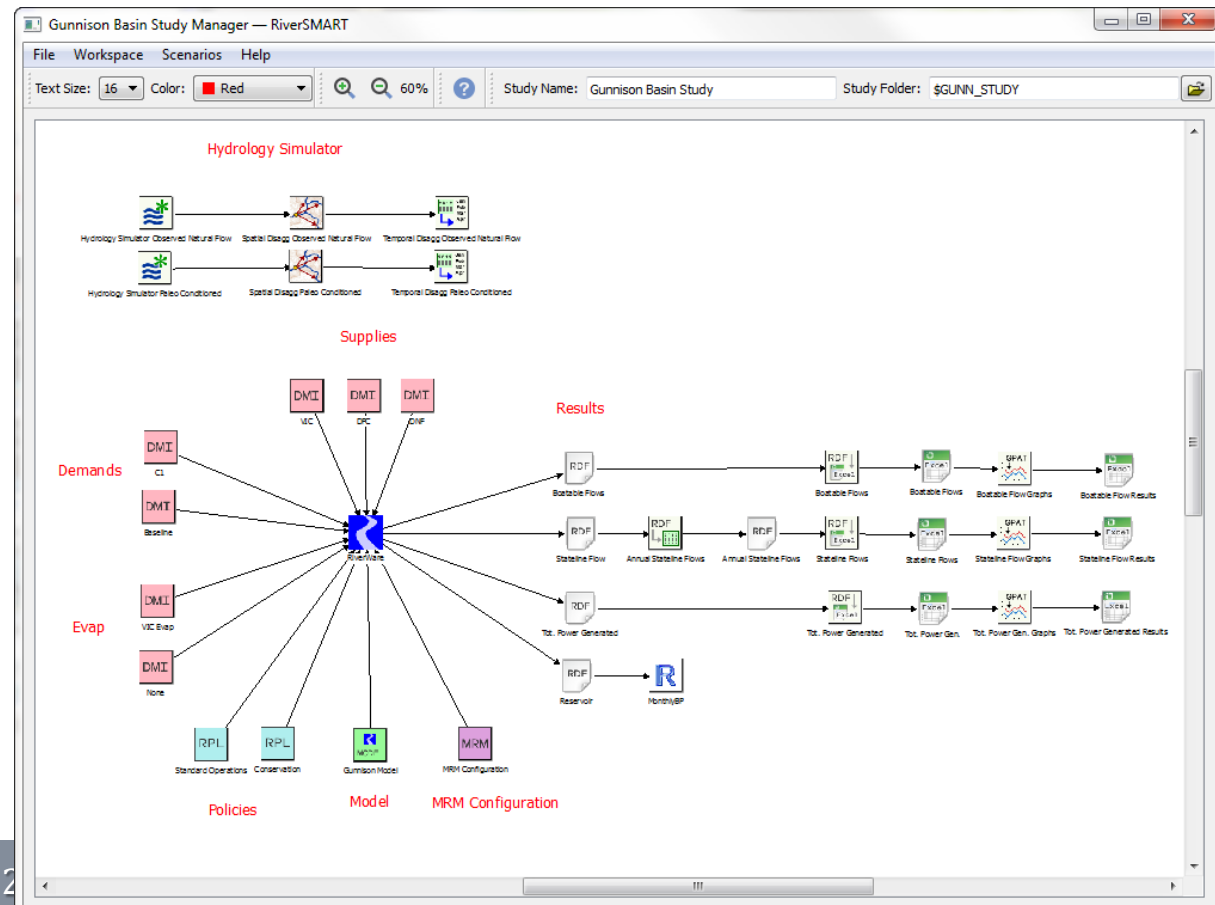 Gunnison Basin Study Manager — RiverSMART
File Workspace Scenarios Help
Text Size: 16 Color: Red 60% ? Study Name: Gunnison Basin Study Study Folder: $GUNN_STUDY
Hydrology Simulator
Hydrology Simulator Observed Natural Flow Spatial Disagg Observed Natural Flow Temporal Disagg Observed Natural Flow
Hydrology Simulator Paleo Conditioned Spatial Disagg Paleo Conditioned Temporal Disagg Paleo Conditioned
Supplies
DMI DMI DMI
VIC DPC DNF
Results
Demands
DMI
C1
RDF RDF Excel Excel GPAT Excel
Boatable Flows Boatable Flows Boatable Flows Boatable Flow Graphs Boatable Flow Results
DMI
Baseline
RDF RDF RDF RDF Excel Excel GPAT Excel
RiverWare Stateline Flow Annual Stateline Flows Annual Stateline Flows Stateline Flows Stateline Flows Stateline Flow Graphs Stateline Flow Results
Evap
DMI
VIC Evap
RDF RDF Excel Excel GPAT Excel
Tot. Power Generated Tot. Power Generated Tot. Power Gen. Tot. Power Gen. Graphs Tot. Power Generated Results
DMI
None
RDF R
Reservoir MonthlyBP
RPL RPL MRM
Standard Operations Conservation Gunnison Model MRM Configuration
Policies Model MRM Configuration
2